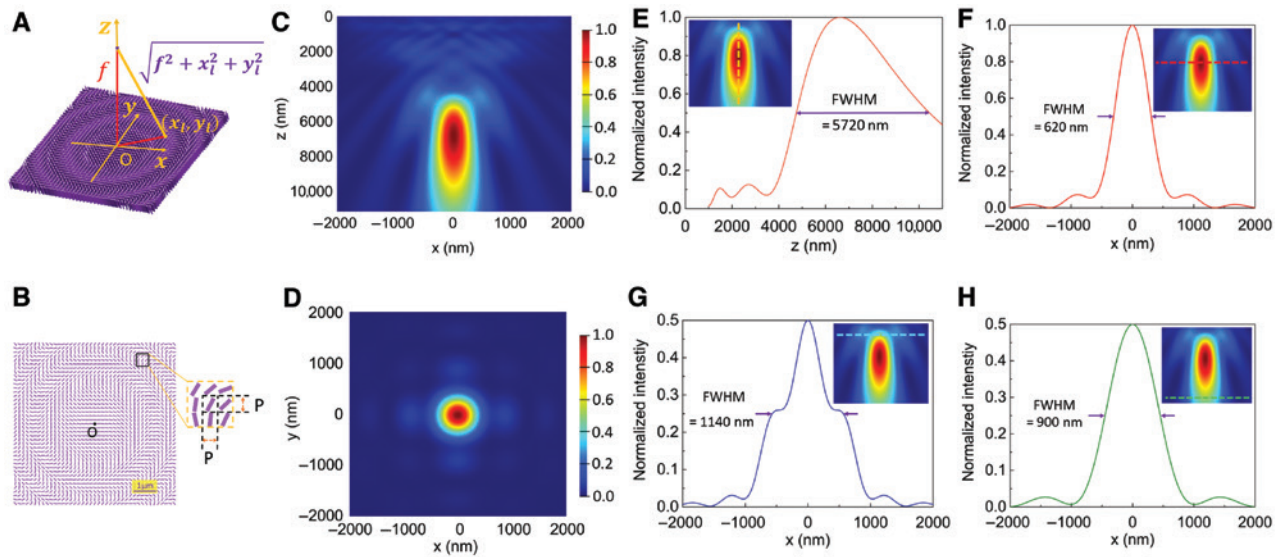 A
z
f
√f² + x_l² + y_l²
y
(x_l, y_l)
O
x
B
O
P
P
1μm
C
0
2000
4000
6000
8000
10,000
z (nm)
−2000
−1000
0
1000
2000
x (nm)
1.0
0.8
0.6
0.4
0.2
0.0
D
2000
1000
0
−1000
−2000
y (nm)
−2000
−1000
0
1000
2000
x (nm)
1.0
0.8
0.6
0.4
0.2
0.0
E
Normalized intenstiy
1.0
0.8
0.6
0.4
0.2
0.0
FWHM
= 5720 nm
0
2000
4000
6000
8000
10,000
z (nm)
F
Normalized intenstiy
1.0
0.8
0.6
0.4
0.2
0.0
FWHM
= 620 nm
−2000
−1000
0
1000
2000
x (nm)
G
Normalized intenstiy
0.5
0.4
0.3
0.2
0.1
0.0
FWHM
= 1140 nm
−2000
−1000
0
1000
2000
x (nm)
H
Normalized intenstiy
0.5
0.4
0.3
0.2
0.1
0.0
FWHM
= 900 nm
−2000
−1000
0
1000
2000
x (nm)